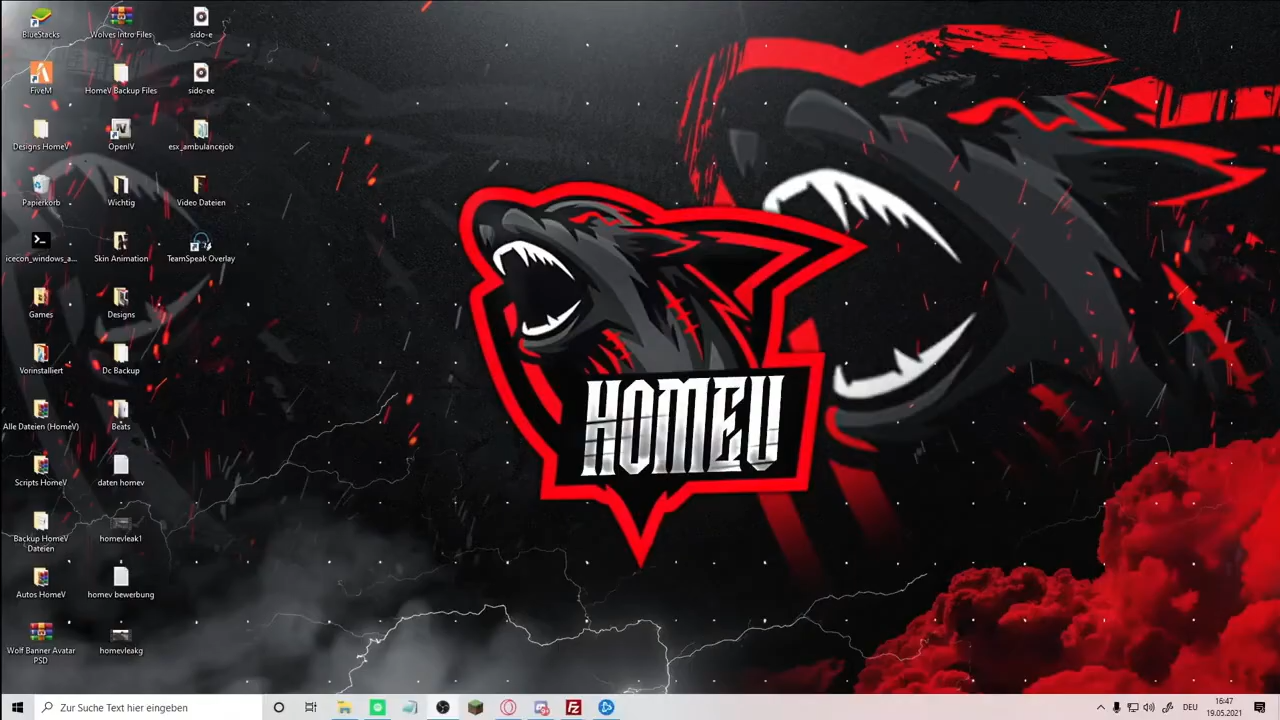 BlueStacks
Wolves Intro Files
sido-e
FiveM
HomeV Backup Files
sido-ee
Designs HomeV
OpenIV
esx_ambulancejob
Papierkorb
Wichtig
Video Dateien
icecon_windows_a...
Skin Animation
TeamSpeak Overlay
Games
Designs
Vorinstalliert
Dc Backup
Alle Dateien (HomeV)
Beats
Scripts HomeV
daten homev
Backup HomeV
Dateien
homevleak1
Autos HomeV
homev bewerbung
Wolf Banner Avatar
PSD
homevleakg
HOMEV
Zur Suche Text hier eingeben
DEU
16:47
19.05.2021